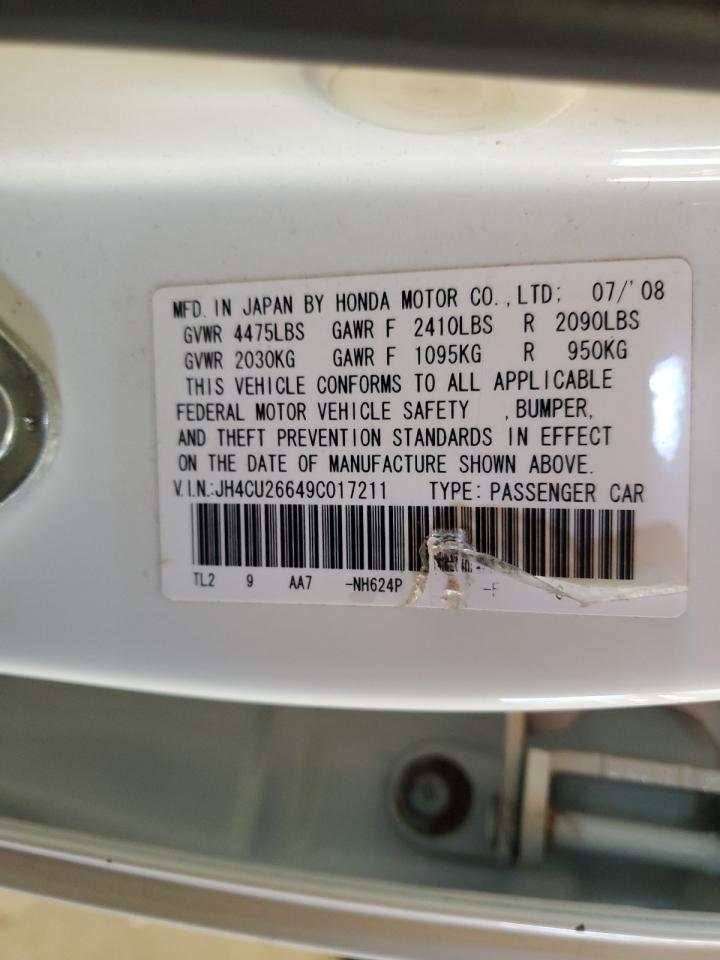 MFD. IN JAPAN BY HONDA MOTOR CO., LTD; 07/'08
GVWR 4475LBS GAWR F 2410LBS R 2090LBS
GVWR 2030KG GAWR F 1095KG R 950KG
THIS VEHICLE CONFORMS TO ALL APPLICABLE
FEDERAL MOTOR VEHICLE SAFETY , BUMPER,
AND THEFT PREVENTION STANDARDS IN EFFECT
ON THE DATE OF MANUFACTURE SHOWN ABOVE.
V.I.N.:JH4CU26649C017211 TYPE: PASSENGER CAR
TL2 9 AA7 -NH624P